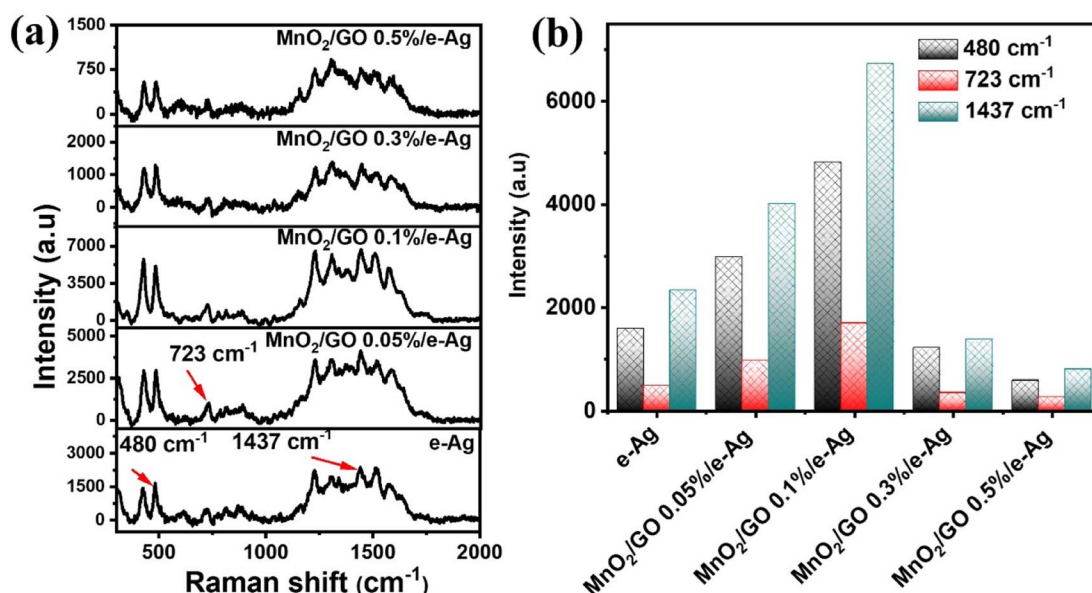 (a)
Intensity (a.u)
1500
750
0
MnO₂/GO 0.5%/e-Ag
2000
1000
0
MnO₂/GO 0.3%/e-Ag
7000
3500
0
MnO₂/GO 0.1%/e-Ag
5000
2500
0
MnO₂/GO 0.05%/e-Ag
723 cm⁻¹
3000
1500
0
e-Ag
480 cm⁻¹
1437 cm⁻¹
500
1000
1500
2000
Raman shift (cm⁻¹)
(b)
Intensity (a.u)
6000
4000
2000
0
480 cm⁻¹
723 cm⁻¹
1437 cm⁻¹
e-Ag
MnO₂/GO 0.05%/e-Ag
MnO₂/GO 0.1%/e-Ag
MnO₂/GO 0.3%/e-Ag
MnO₂/GO 0.5%/e-Ag